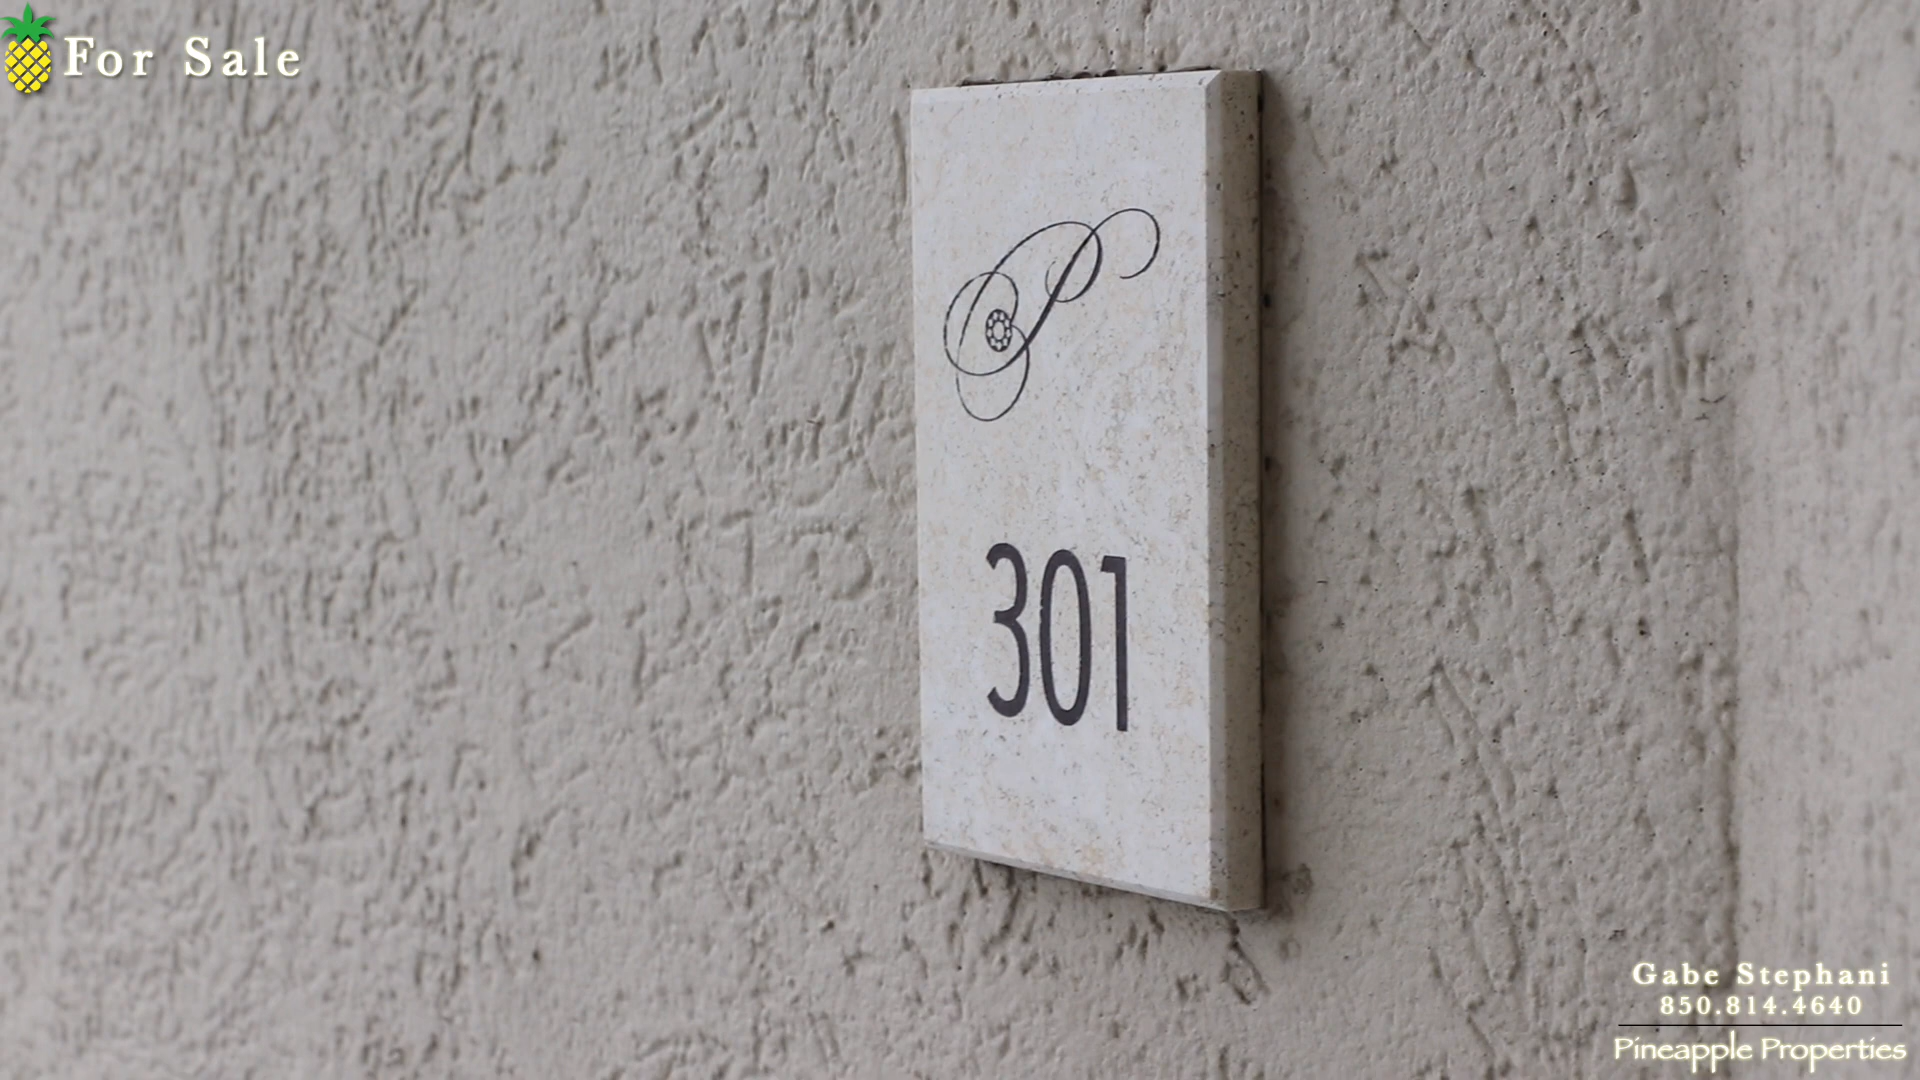 For Sale
P
301
Gabe Stephani
850.814.4640
Pineapple Properties